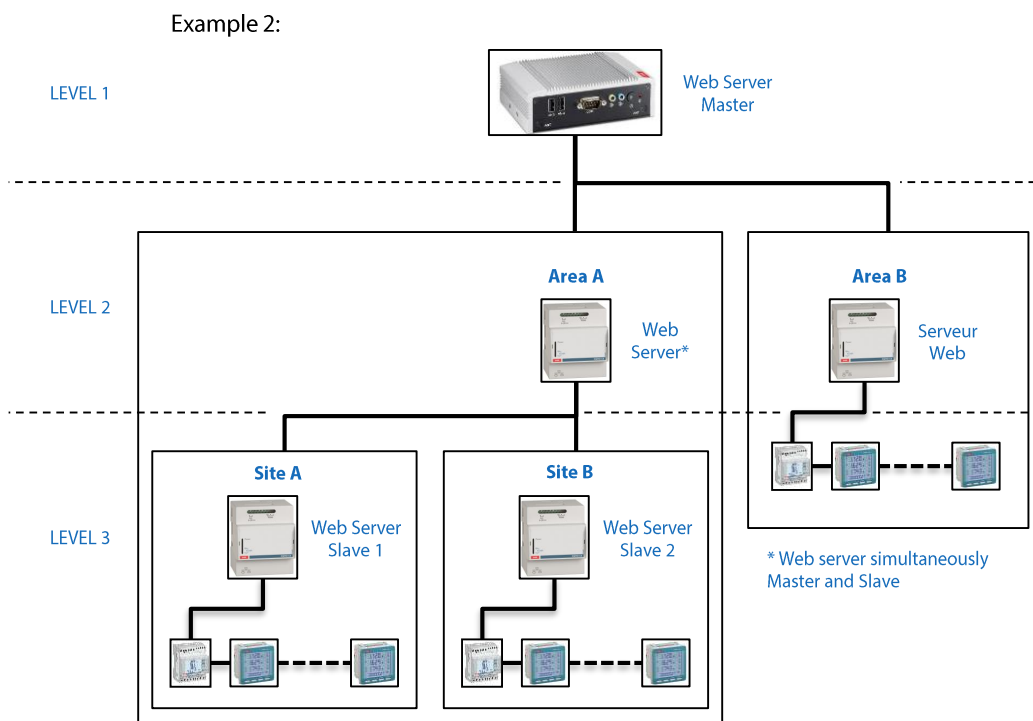 Example 2:
LEVEL 1
Web Server
Master
LEVEL 2
Area A
Web
Server*
Area B
Serveur
Web
LEVEL 3
Site A
Web Server
Slave 1
Site B
Web Server
Slave 2
* Web server simultaneously
Master and Slave